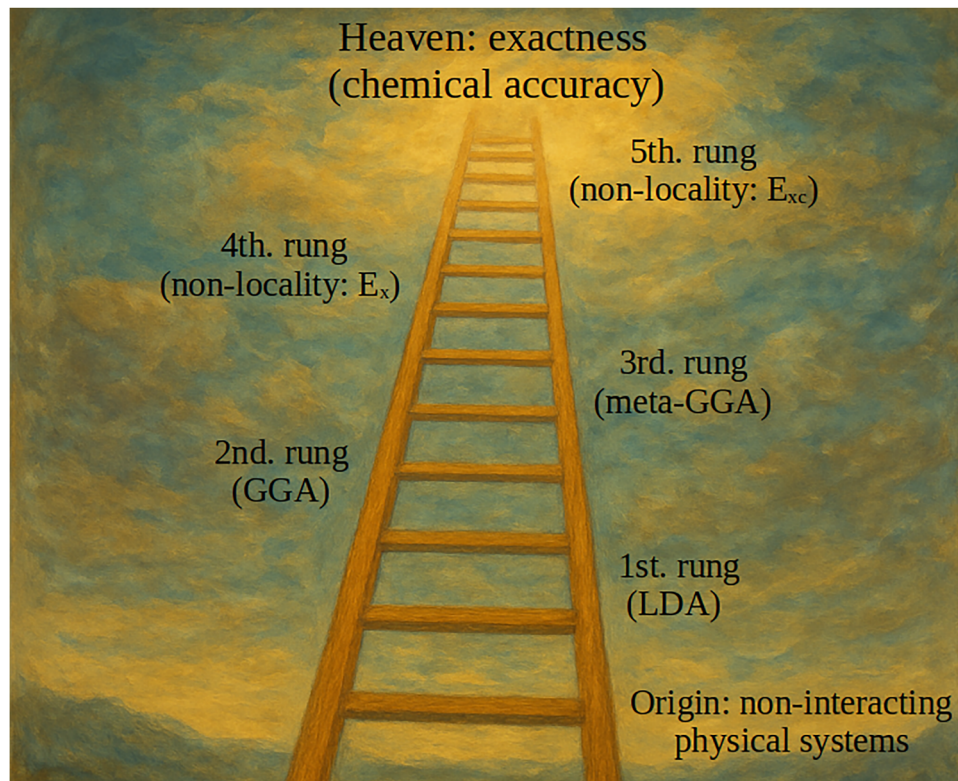 Heaven: exactness
(chemical accuracy)
5th. rung
(non-locality: Exc)
4th. rung
(non-locality: Ex)
3rd. rung
(meta-GGA)
2nd. rung
(GGA)
1st. rung
(LDA)
Origin: non-interacting
physical systems